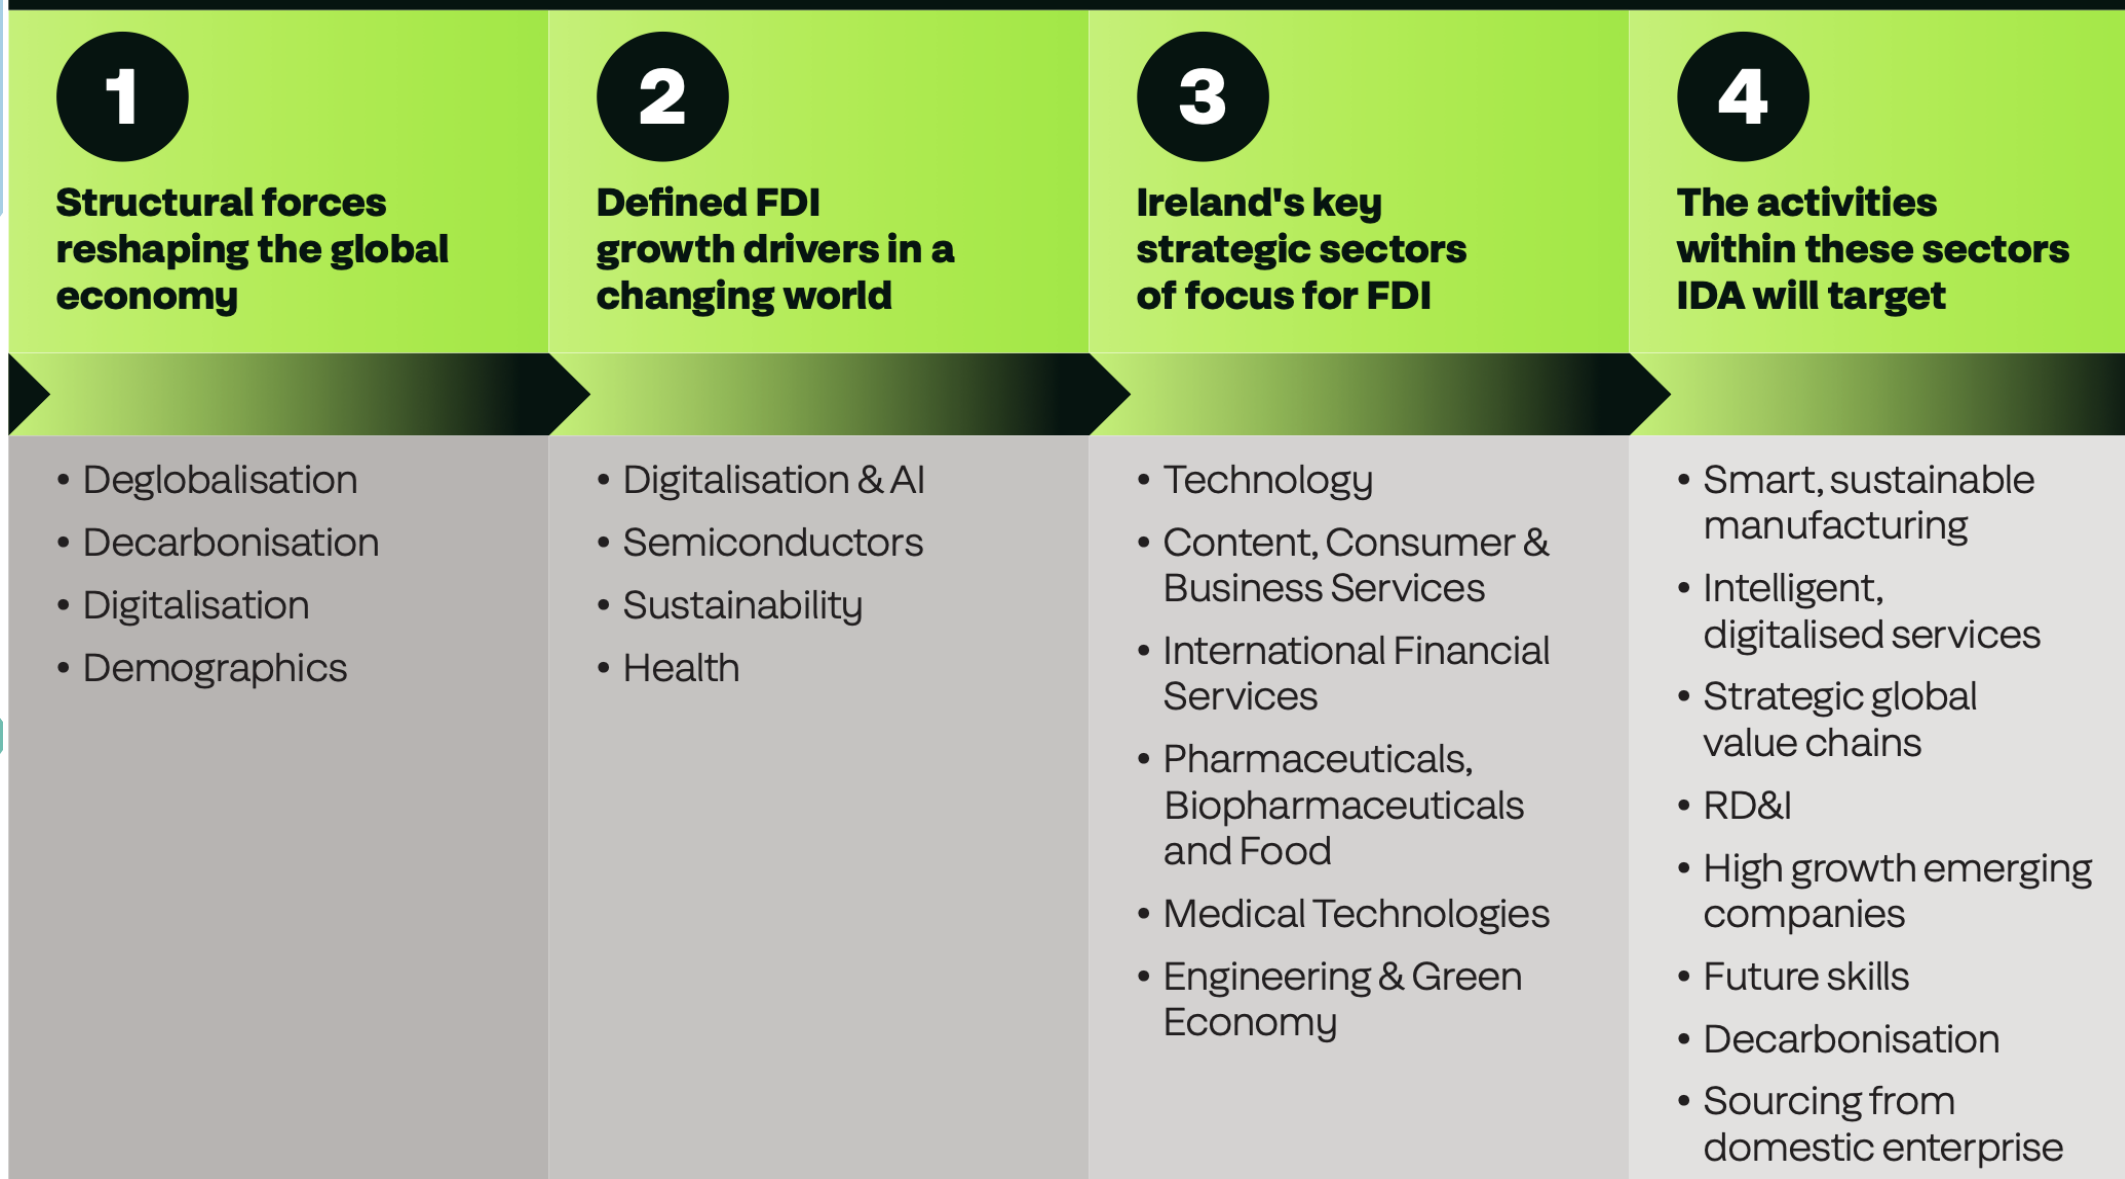 1
Structural forces
reshaping the global
economy
• Deglobalisation
• Decarbonisation
• Digitalisation
• Demographics
2
Defined FDI
growth drivers in a
changing world
• Digitalisation & AI
• Semiconductors
• Sustainability
• Health
3
Ireland's key
strategic sectors
of focus for FDI
• Technology
• Content, Consumer &
Business Services
• International Financial
Services
• Pharmaceuticals,
Biopharmaceuticals
and Food
• Medical Technologies
• Engineering & Green
Economy
4
The activities
within these sectors
IDA will target
• Smart, sustainable
manufacturing
• Intelligent,
digitalised services
• Strategic global
value chains
• RD&I
• High growth emerging
companies
• Future skills
• Decarbonisation
• Sourcing from
domestic enterprise